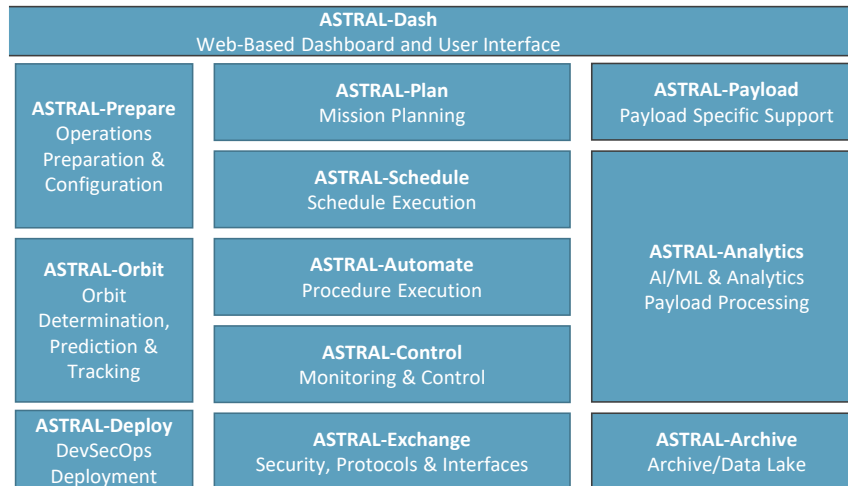 ASTRAL-Dash
Web-Based Dashboard and User Interface
ASTRAL-Prepare
Operations
Preparation &
Configuration
ASTRAL-Orbit
Orbit
Determination,
Prediction &
Tracking
ASTRAL-Deploy
DevSecOps
Deployment
ASTRAL-Plan
Mission Planning
ASTRAL-Schedule
Schedule Execution
ASTRAL-Automate
Procedure Execution
ASTRAL-Control
Monitoring & Control
ASTRAL-Exchange
Security, Protocols & Interfaces
ASTRAL-Payload
Payload Specific Support
ASTRAL-Analytics
AI/ML & Analytics
Payload Processing
ASTRAL-Archive
Archive/Data Lake